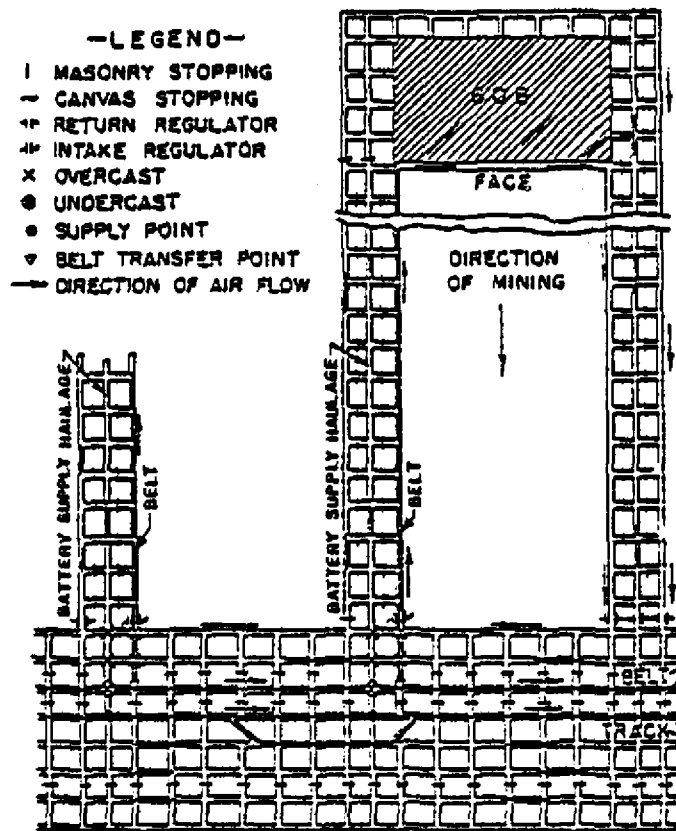 —LEGEND—
MASONRY STOPPING
CANVAS STOPPING
RETURN REGULATOR
INTAKE REGULATOR
OVERCAST
UNDERCAST
SUPPLY POINT
BELT TRANSFER POINT
DIRECTION OF AIR FLOW
FACE
DIRECTION
OF MINING
BATTERY SUPPLY HAULAGE
BELT
BATTERY SUPPLY HAULAGE
BELT
BELT
TRACK